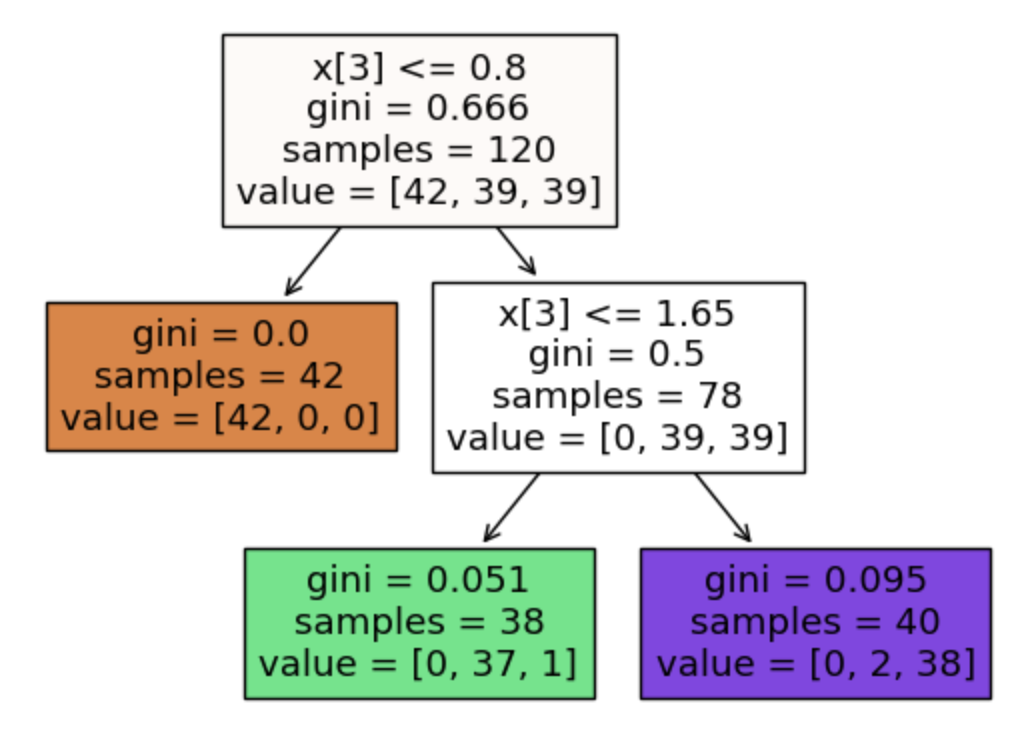 x[3] <= 0.8
gini = 0.666
samples = 120
value = [42, 39, 39]
gini = 0.0
samples = 42
value = [42, 0, 0]
x[3] <= 1.65
gini = 0.5
samples = 78
value = [0, 39, 39]
gini = 0.051
samples = 38
value = [0, 37, 1]
gini = 0.095
samples = 40
value = [0, 2, 38]